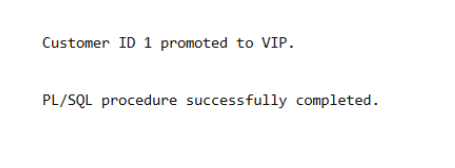 Customer ID 1 promoted to VIP.
PL/SQL procedure successfully completed.